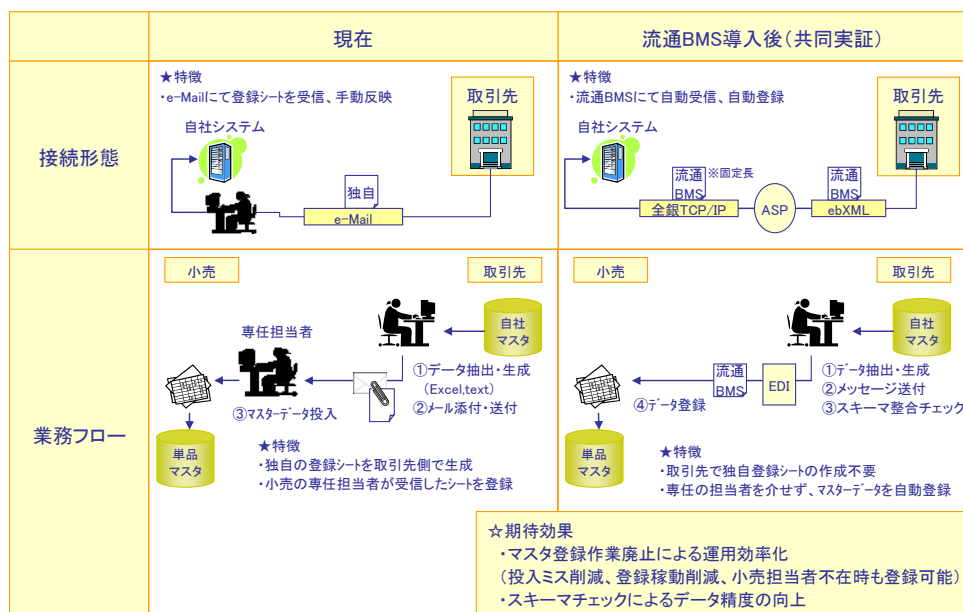 現在
流通BMS導入後(共同実証)
接続形態
★特徴
・e-Mailにて登録シートを受信、手動反映
取引先
自社システム
独自
e-Mail
★特徴
・流通BMSにて自動受信、自動登録
取引先
自社システム
流通
BMS
※固定長
全銀TCP/IP
ASP
流通
BMS
ebXML
業務フロー
小売
取引先
自社
マスタ
専任担当者
①データ抽出・生成
(Excel,text)
②メール添付・送付
③マスターデータ投入
単品
マスタ
★特徴
・独自の登録シートを取引先側で生成
・小売の専任担当者が受信したシートを登録
小売
取引先
自社
マスタ
①データ抽出・生成
②メッセージ送付
③スキーマ整合チェック
流通
BMS
EDI
④データ登録
単品
マスタ
★特徴
・取引先で独自登録シートの作成不要
・専任の担当者を介せず、マスターデータを自動登録
☆期待効果
・マスタ登録作業廃止による運用効率化
(投入ミス削減、登録稼動削減、小売担当者不在時も登録可能)
・スキーマチェックによるデータ精度の向上